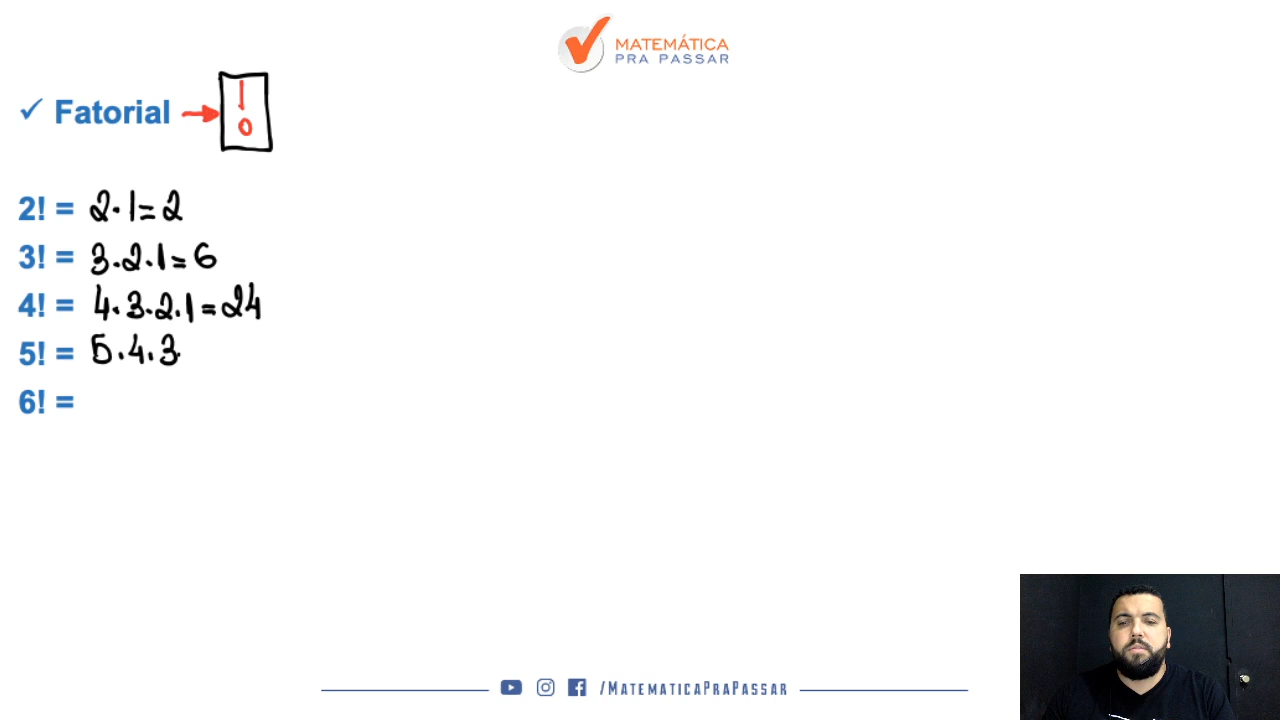 MATEMÁTICA
PRA PASSAR
✓ Fatorial → !
2! = 2·1=2
3! = 3·2·1=6
4! = 4·3·2·1=24
5! = 5·4·3·
6! =
/MATEMATICAPRAPASSAR